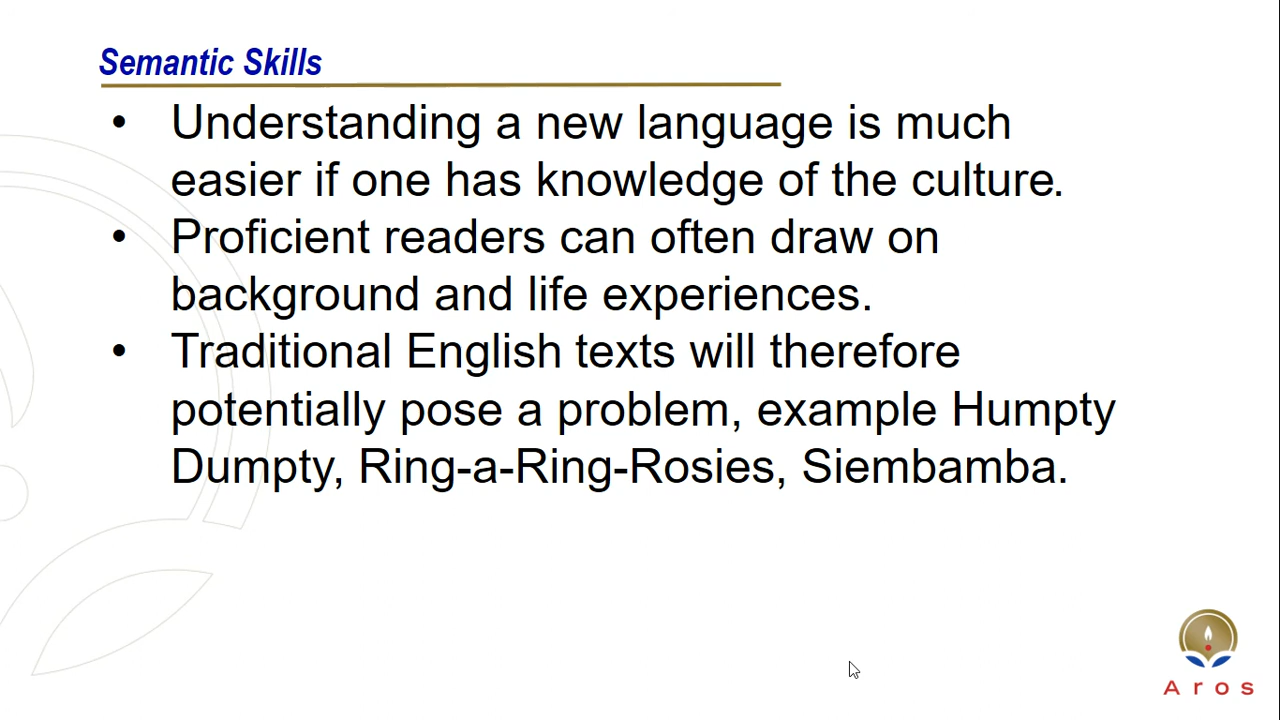 Semantic Skills
• Understanding a new language is much
easier if one has knowledge of the culture.
• Proficient readers can often draw on
background and life experiences.
• Traditional English texts will therefore
potentially pose a problem, example Humpty
Dumpty, Ring-a-Ring-Rosies, Siembamba.
Aros